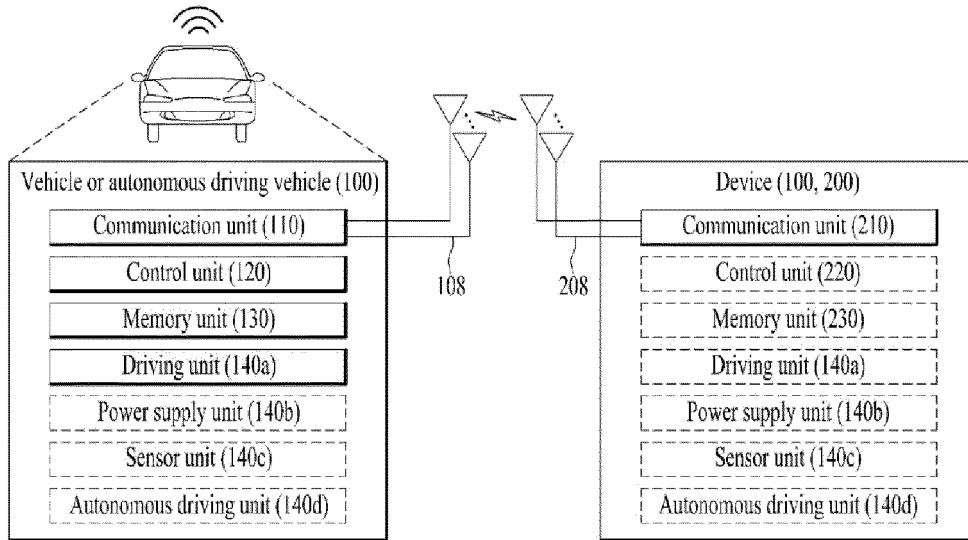 Vehicle or autonomous driving vehicle (100)
Communication unit (110)
Control unit (120)
Memory unit (130)
Driving unit (140a)
Power supply unit (140b)
Sensor unit (140c)
Autonomous driving unit (140d)
108
208
Device (100, 200)
Communication unit (210)
Control unit (220)
Memory unit (230)
Driving unit (140a)
Power supply unit (140b)
Sensor unit (140c)
Autonomous driving unit (140d)